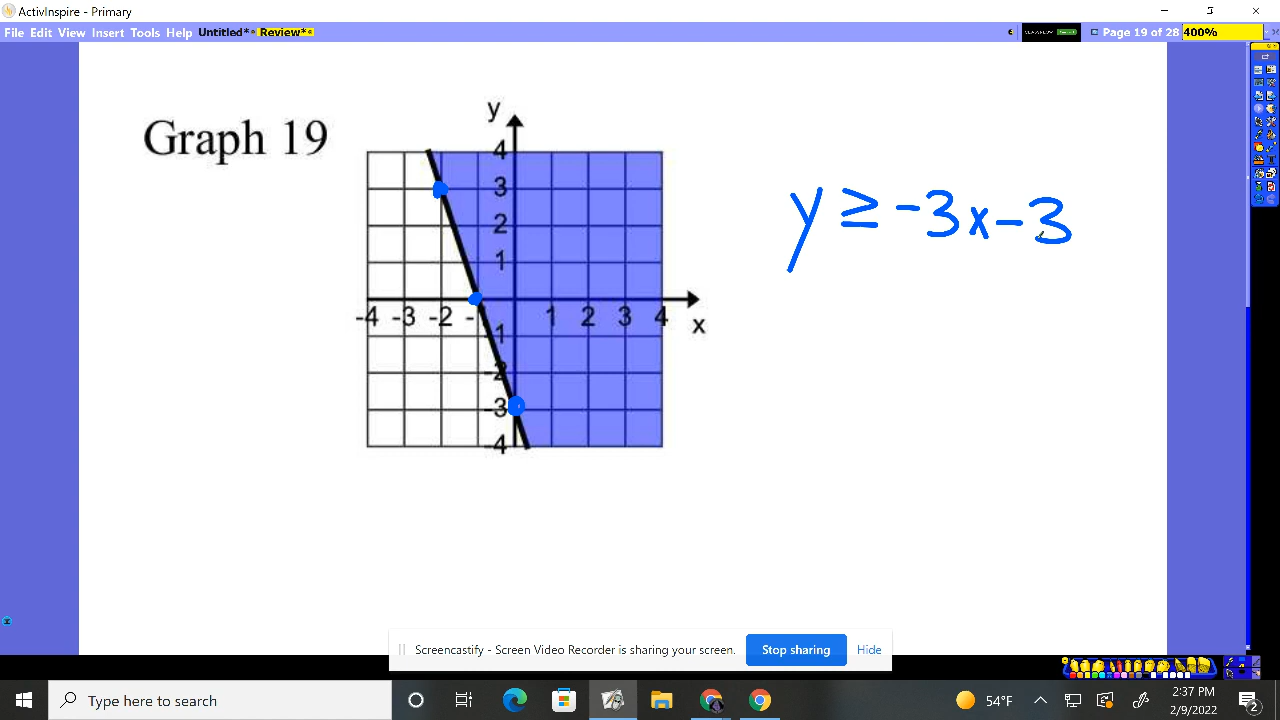 ActivInspire - Primary
File Edit View Insert Tools Help Untitled** Review** Page 19 of 28 400%
Graph 19
y
4
3
2
1
-4 -3 -2 - 1 2 3 4
x
1
-2
-3
-4
y ≥ -3x - 3
Screencastify - Screen Video Recorder is sharing your screen. Stop sharing Hide
Type here to search
54°F
2:37 PM
2/9/2022
2